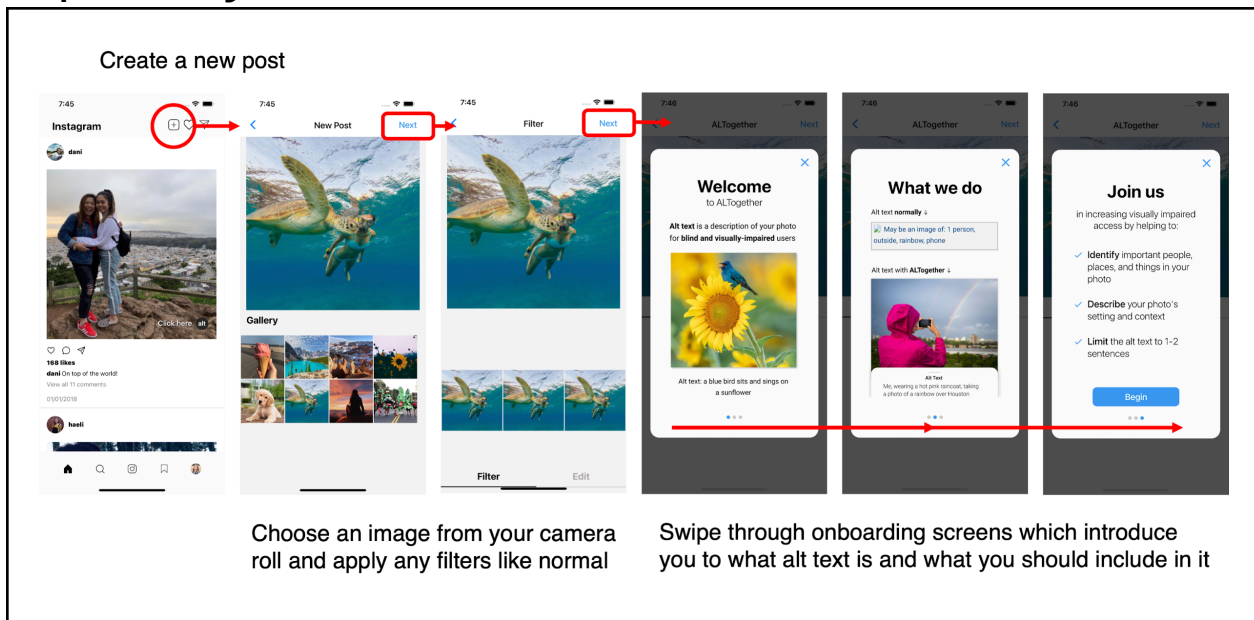 Create a new post
7:45
Instagram
dani
Click here alt
168 likes
dani On top of the world!
View all 11 comments
01/01/2018
haeli
7:45
New Post
Next
Gallery
7:45
Filter
Next
Filter
Edit
7:46
ALTogether
Next
Welcome
to ALTogether
Alt text is a description of your photo
for blind and visually-impaired users
Alt text: a blue bird sits and sings on
a sunflower
7:46
ALTogether
Next
What we do
Alt text normally ↓
May be an image of: 1 person,
outside, rainbow, phone
Alt text with ALTogether ↓
Alt Text
Me, wearing a hot pink raincoat, taking
a photo of a rainbow over Houston
7:46
ALTogether
Next
Join us
in increasing visually impaired
access by helping to:
✓ Identify important people,
places, and things in your
photo
✓ Describe your photo's
setting and context
✓ Limit the alt text to 1-2
sentences
Begin
Choose an image from your camera
roll and apply any filters like normal
Swipe through onboarding screens which introduce
you to what alt text is and what you should include in it